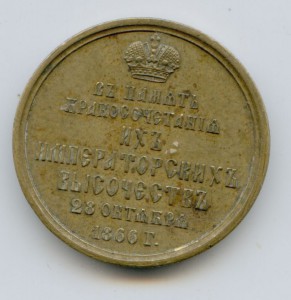 ВЪ ПАМЯТЬ
БРАКОСОЧЕТАНІЯ
ИХЪ
ИМПЕРАТОРСКИХЪ
ВЫСОЧЕСТВЪ
28 ОКТЯБРЯ
1866 Г.